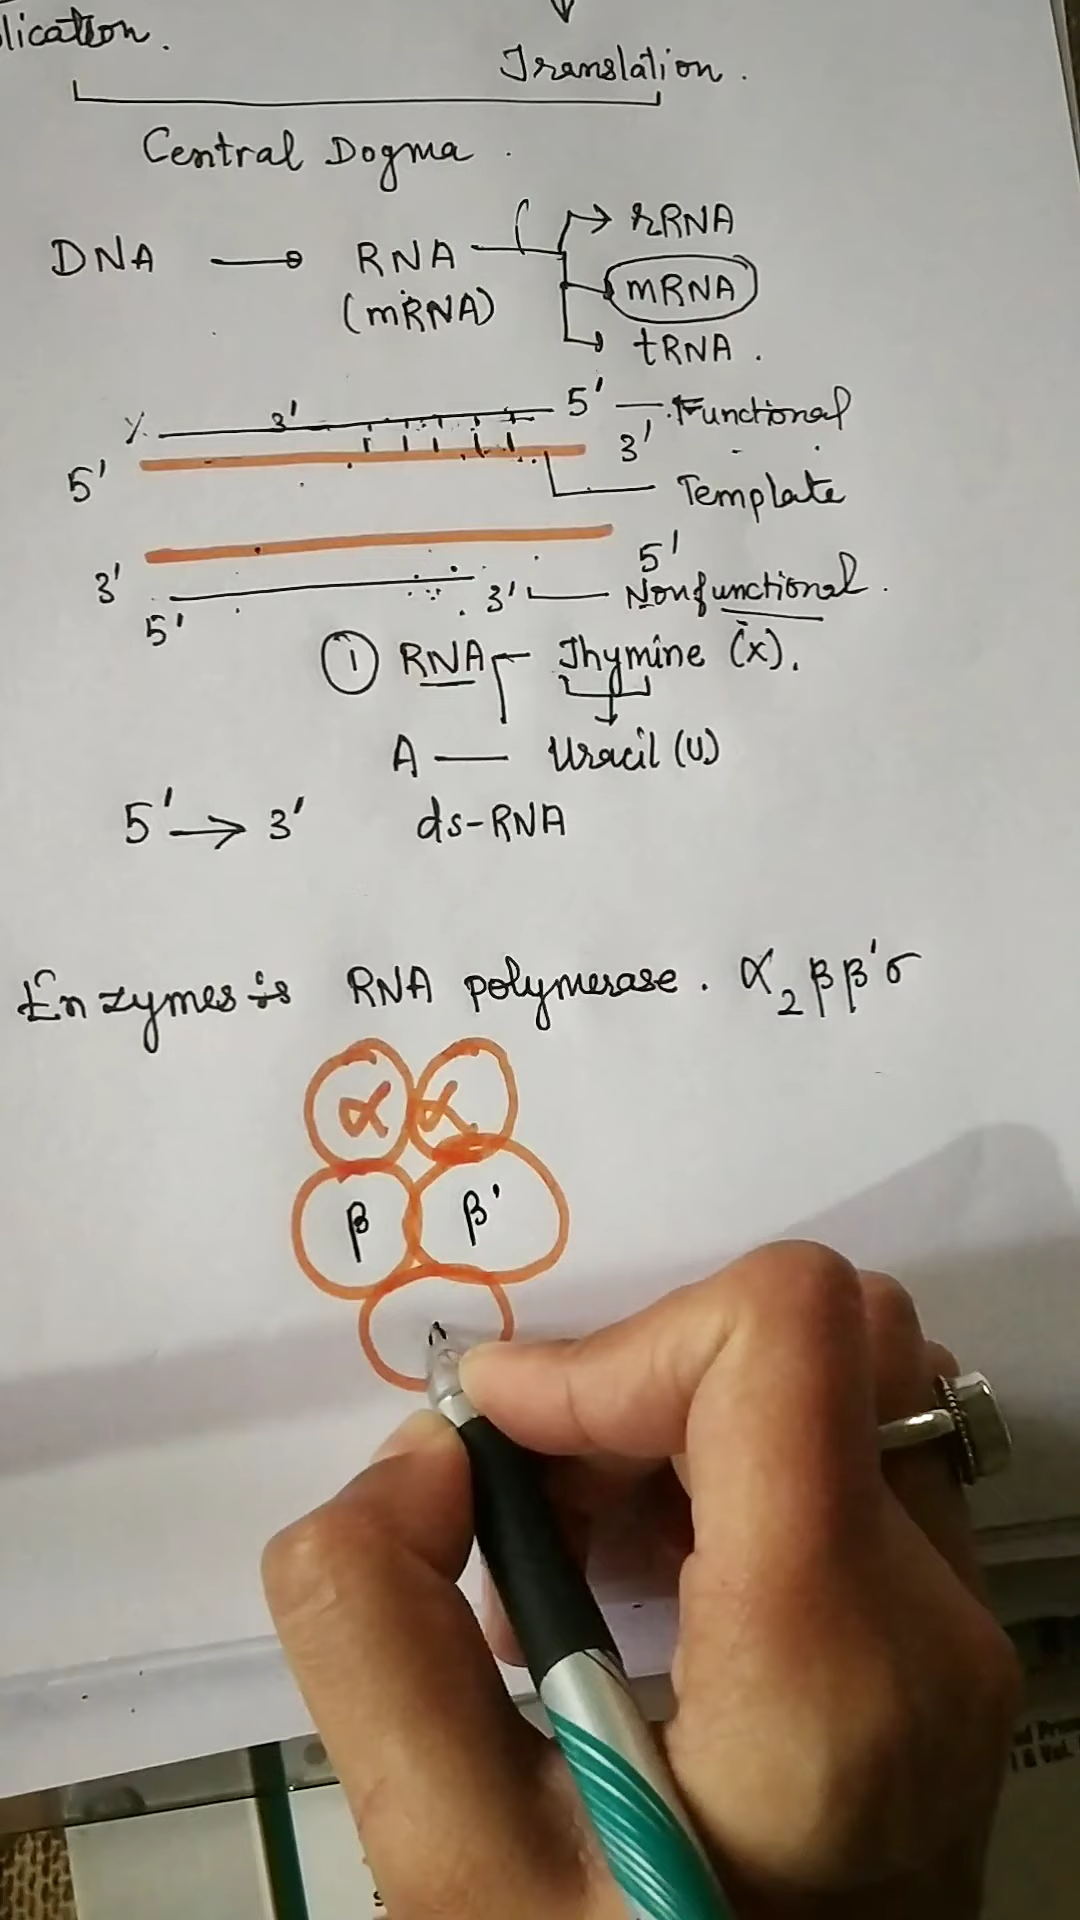 lication.
Translation.
Central Dogma.
DNA → RNA → rRNA
(mRNA) mRNA
tRNA.
3' 5' — Functional
5' 3'
Template
3' 5'
5' 3' — Nonfunctional.
① RNA — Thymine (x).
A — Uracil (U)
5' → 3' ds-RNA
Enzymes is RNA polymerase. α₂ββ'σ
α α
β β'